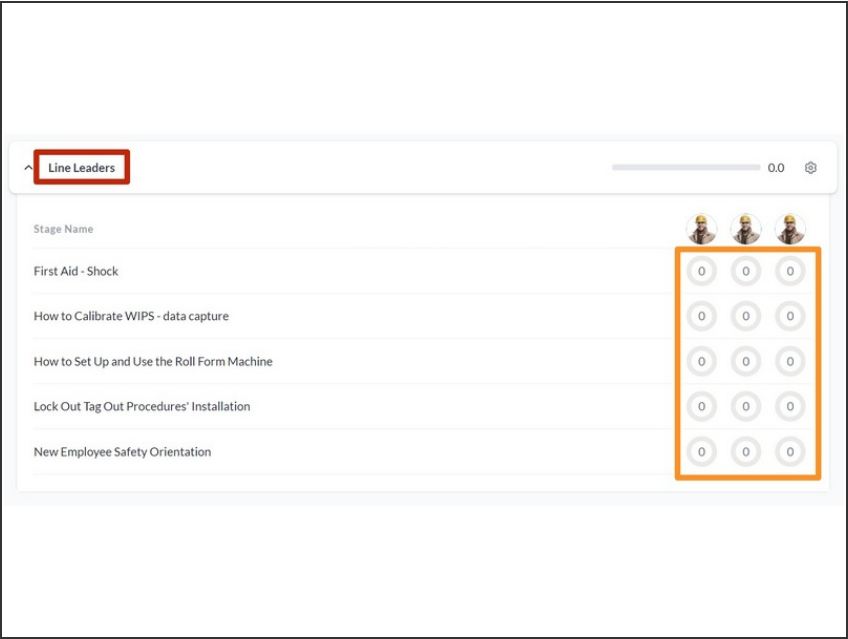 Line Leaders 0.0
Stage Name
First Aid - Shock 0 0 0
How to Calibrate WIPS - data capture 0 0 0
How to Set Up and Use the Roll Form Machine 0 0 0
Lock Out Tag Out Procedures' Installation 0 0 0
New Employee Safety Orientation 0 0 0